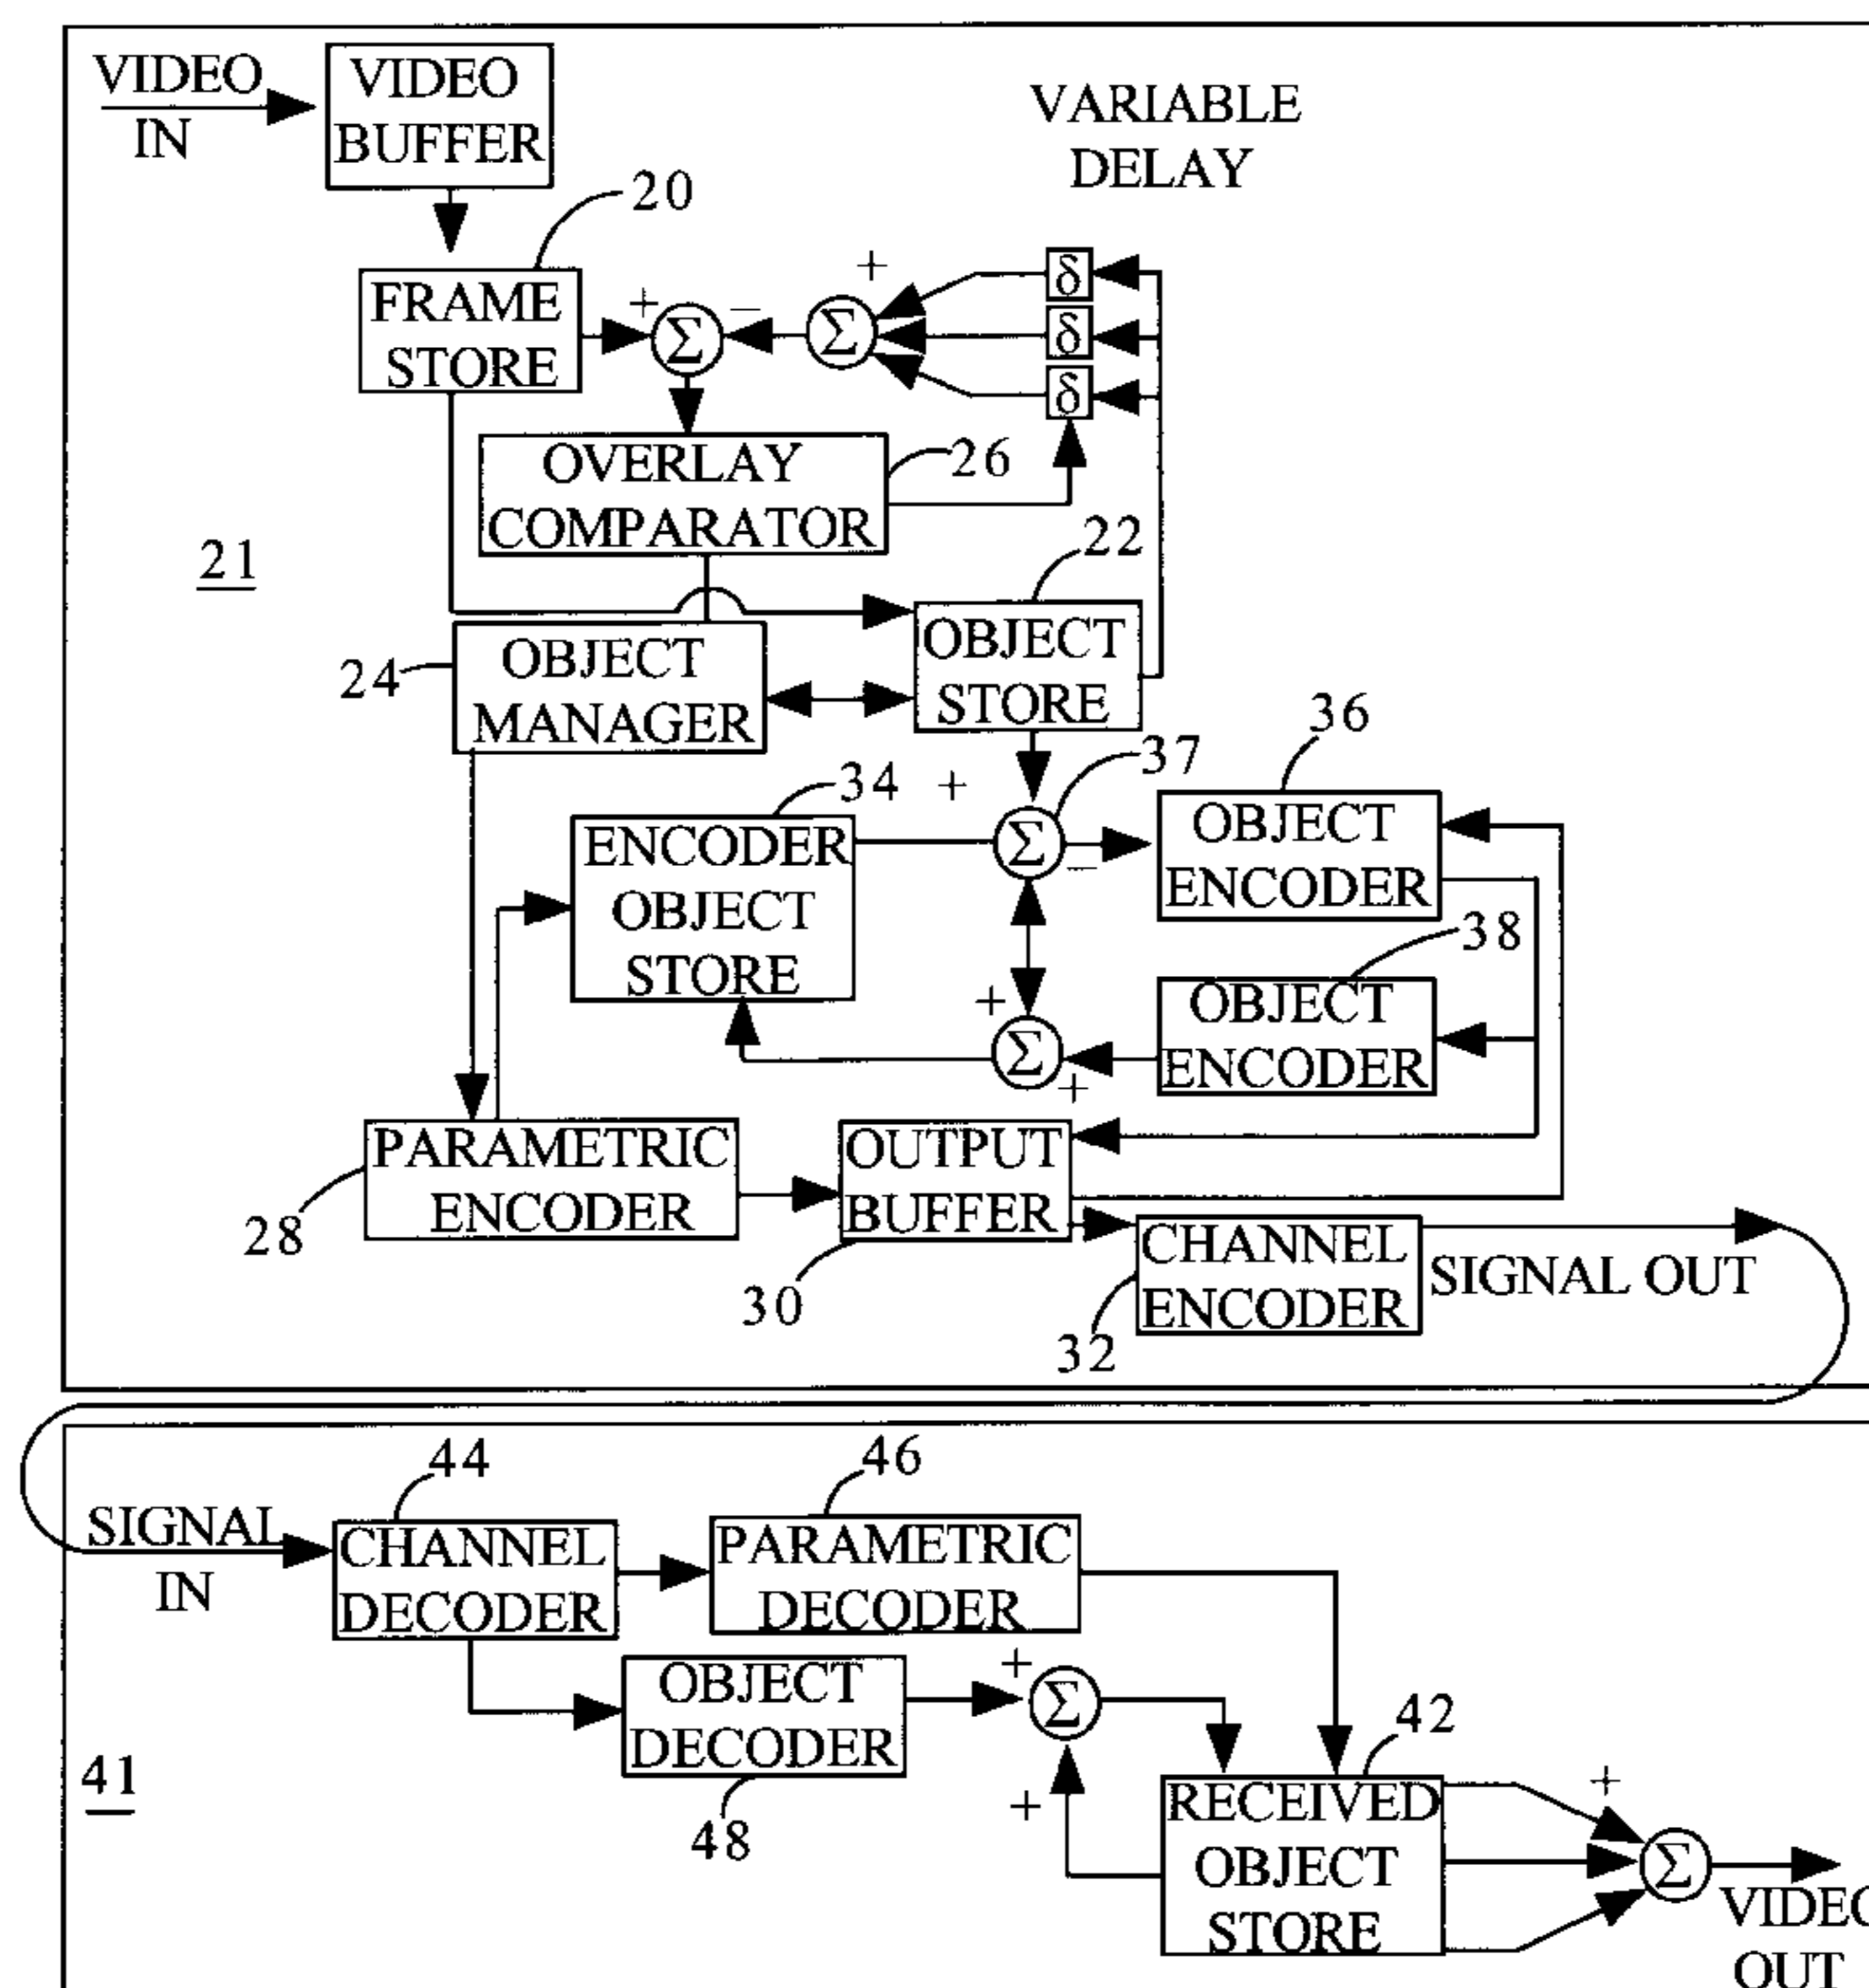 VIDEO
IN
VIDEO
BUFFER
VARIABLE
DELAY
20
FRAME
STORE
+
Σ
−
Σ
+
δ
δ
δ
OVERLAY
COMPARATOR
26
21
22
OBJECT
STORE
24
OBJECT
MANAGER
36
37
34
+
ENCODER
OBJECT
STORE
Σ
−
OBJECT
ENCODER
38
+
Σ
+
OBJECT
ENCODER
PARAMETRIC
ENCODER
28
OUTPUT
BUFFER
30
CHANNEL
ENCODER
32
SIGNAL OUT
44
46
SIGNAL
IN
CHANNEL
DECODER
PARAMETRIC
DECODER
OBJECT
DECODER
48
+
Σ
+
42
41
RECEIVED
OBJECT
STORE
+
Σ
VIDEO
OUT